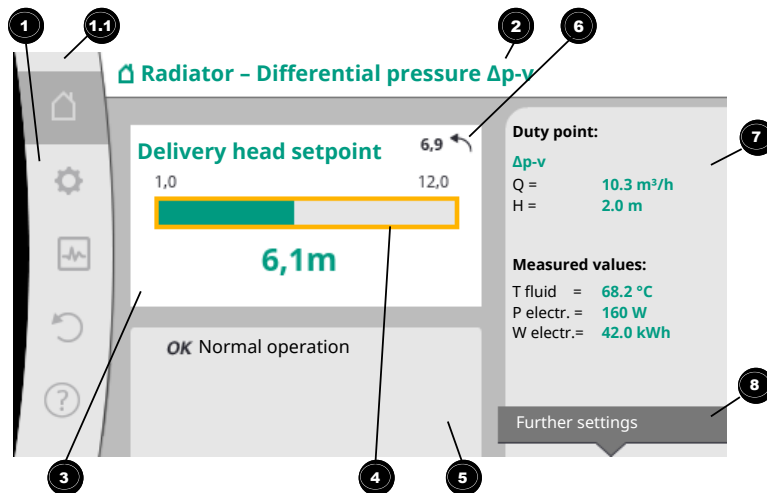 1
1.1
2
6
Radiator – Differential pressure Δp-v
Delivery head setpoint
6,9
1,0
12,0
6,1m
OK Normal operation
Duty point:
Δp-v
Q = 10.3 m³/h
H = 2.0 m
Measured values:
T fluid = 68.2 °C
P electr. = 160 W
W electr.= 42.0 kWh
Further settings
7
8
?
3
4
5